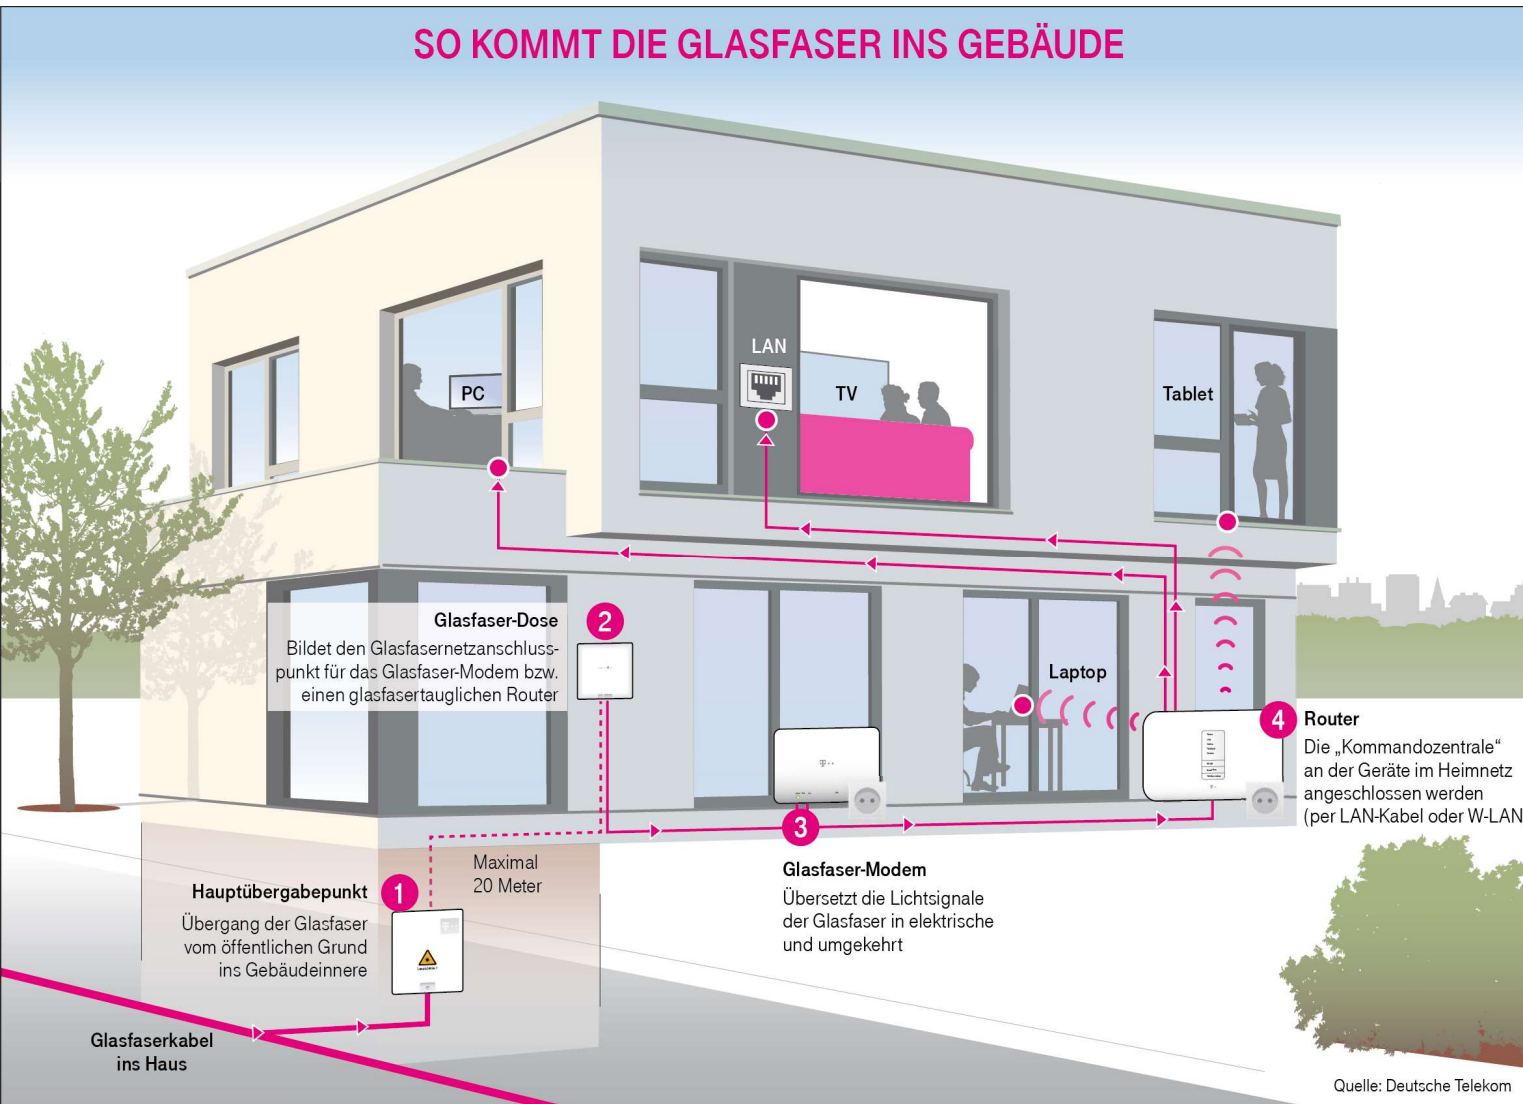 SO KOMMT DIE GLASFASER INS GEBÄUDE
LAN
PC
TV
Tablet
Glasfaser-Dose
2
Bildet den Glasfasernetzanschluss-
punkt für das Glasfaser-Modem bzw.
einen glasfasertauglichen Router
Laptop
4
Router
Die „Kommandozentrale“
an der Geräte im Heimnetz
angeschlossen werden
(per LAN-Kabel oder W-LAN
3
Glasfaser-Modem
Übersetzt die Lichtsignale
der Glasfaser in elektrische
und umgekehrt
Maximal
20 Meter
Hauptübergabepunkt
1
Übergang der Glasfaser
vom öffentlichen Grund
ins Gebäudeinnere
Glasfaserkabel
ins Haus
Quelle: Deutsche Telekom